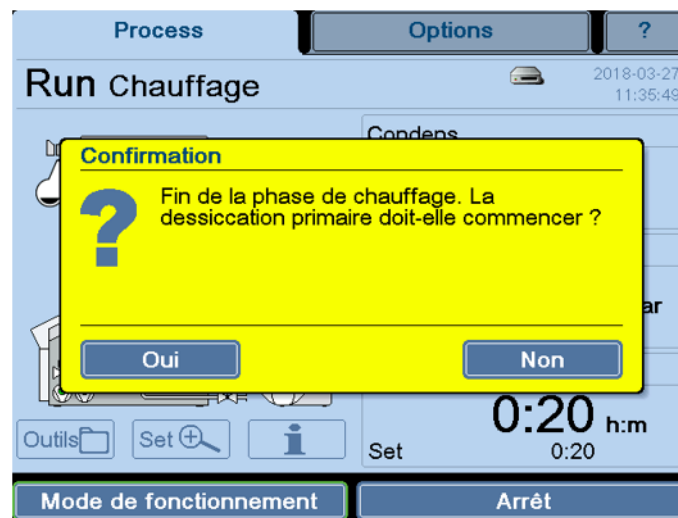 Process
Options
?
Run Chauffage
2018-03-27
11:35:49
Condens
Confirmation
?
Fin de la phase de chauffage. La
dessiccation primaire doit-elle commencer ?
ar
Oui
Non
0:20 h:m
Outils
Set
i
Set 0:20
Mode de fonctionnement
Arrêt